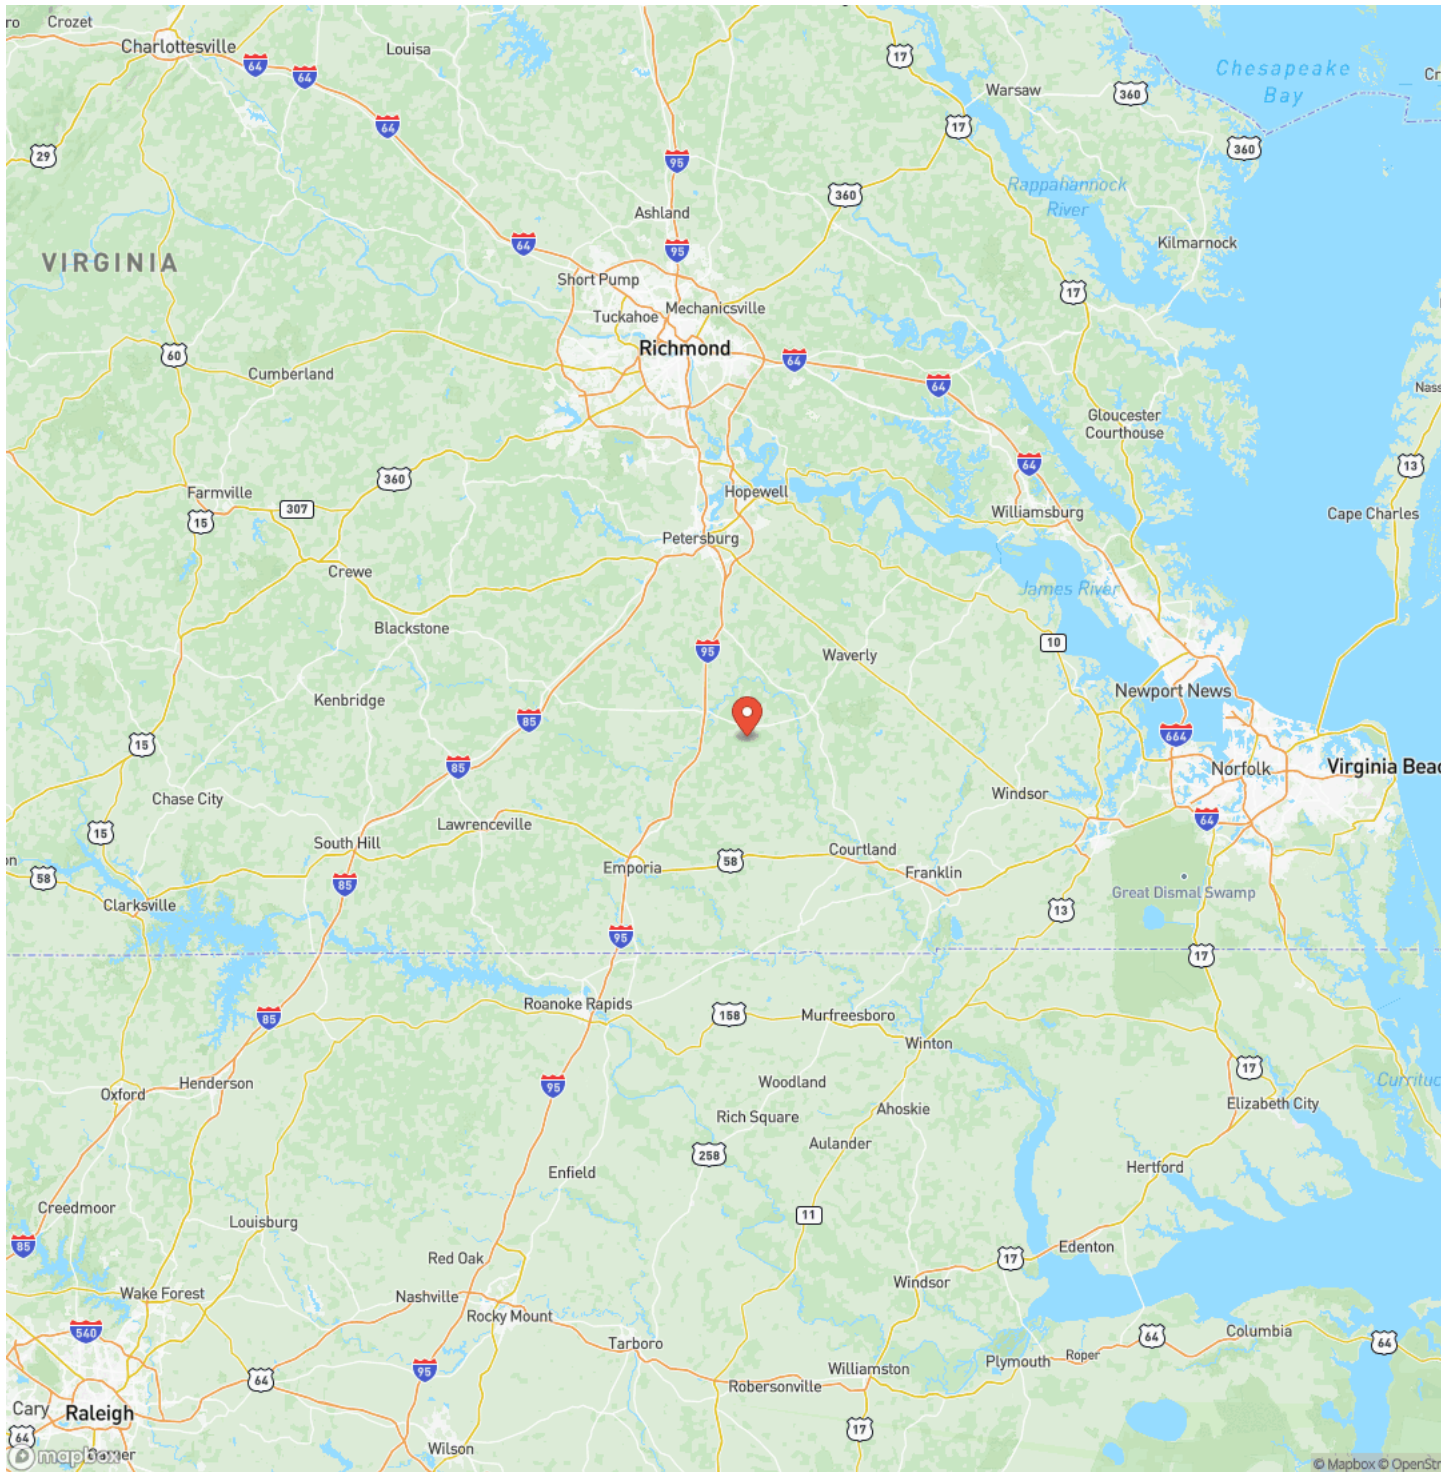 Crozet
Charlottesville
Louisa
64
64
64
17
Warsaw
360
Chesapeake
Bay
17
360
29
95
Rappahannock
River
360
Ashland
64
95
Kilmarnock
VIRGINIA
Short Pump
17
Mechanicsville
Tuckahoe
Richmond
60
64
64
Cumberland
Gloucester
Courthouse
64
13
360
Farmville
307
15
Hopewell
Williamsburg
Cape Charles
Petersburg
Crewe
James River
Blackstone
95
Waverly
10
Kenbridge
Newport News
85
664
15
85
Norfolk
Virginia Beac
Chase City
Windsor
15
Lawrenceville
64
South Hill
Courtland
58
Emporia
Franklin
58
85
Great Dismal Swamp
Clarksville
13
95
17
Roanoke Rapids
158
Murfreesboro
85
Winton
17
Henderson
95
Woodland
Currituc
Oxford
Rich Square
Ahoskie
Elizabeth City
Aulander
258
Enfield
Hertford
Creedmoor
11
Louisburg
85
Red Oak
17
Edenton
Windsor
Wake Forest
Nashville
Rocky Mount
540
Tarboro
64
Columbia
64
Plymouth
Roper
95
64
Williamston
Robersonville
Cary
Raleigh
64
17
Wilson
mapbox
© Mapbox © OpenStr